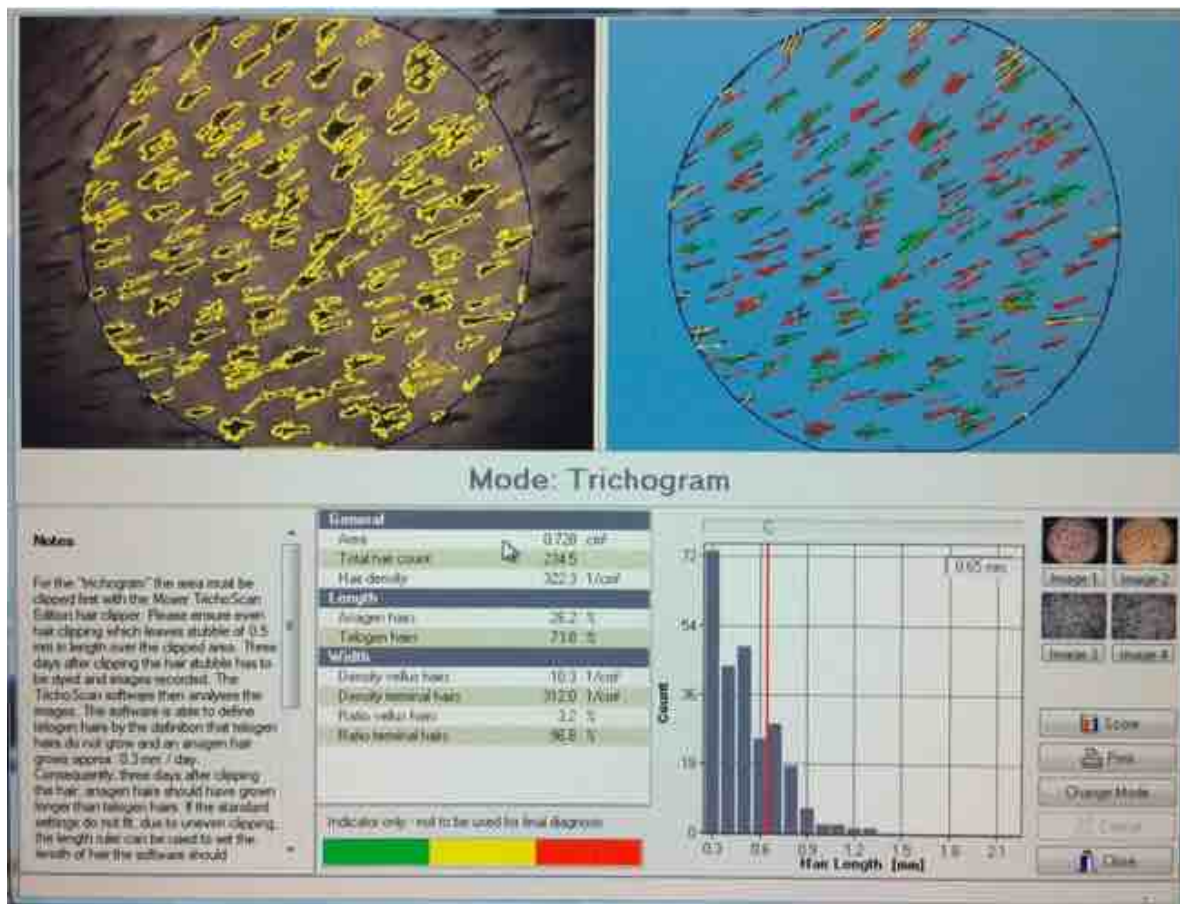 Mode: Trichogram
Notes
For the "trichogram" the area must be
clipped first with the Moser TrichoScan
Edition hair clipper. Please ensure even
hair clipping which leaves stubble of 0.5
mm in length over the clipped area. Three
days after clipping the hair stubble has to
be dyed and images recorded. The
TrichoScan software then analyses the
images. The software is able to define
telogen hairs by the definition that telogen
hairs do not grow and an anagen hair
grows approx. 0.3 mm / day.
Consequently, three days after clipping
the hair, anagen hairs should have grown
longer than telogen hairs. If the standard
settings do not fit, due to uneven clipping,
the length ruler can be used to set the
length of hair the software should
General
Area 0.728 cm²
Total hair count 234.5
Hair density 322.3 1/cm²
Length
Anagen hairs 26.2 %
Telogen hairs 73.8 %
Width
Density vellus hairs 10.3 1/cm²
Density terminal hairs 312.0 1/cm²
Ratio vellus hairs 3.2 %
Ratio terminal hairs 96.8 %
Indicator only - not to be used for final diagnosis
0.65 mm
72
54
36
18
0
Count
0.3 0.6 0.9 1.2 1.5 1.8 2.1
Hair Length [mm]
Image 1 Image 2
Image 3 Image 4
Score
Print
Change Mode
Cancel
Close